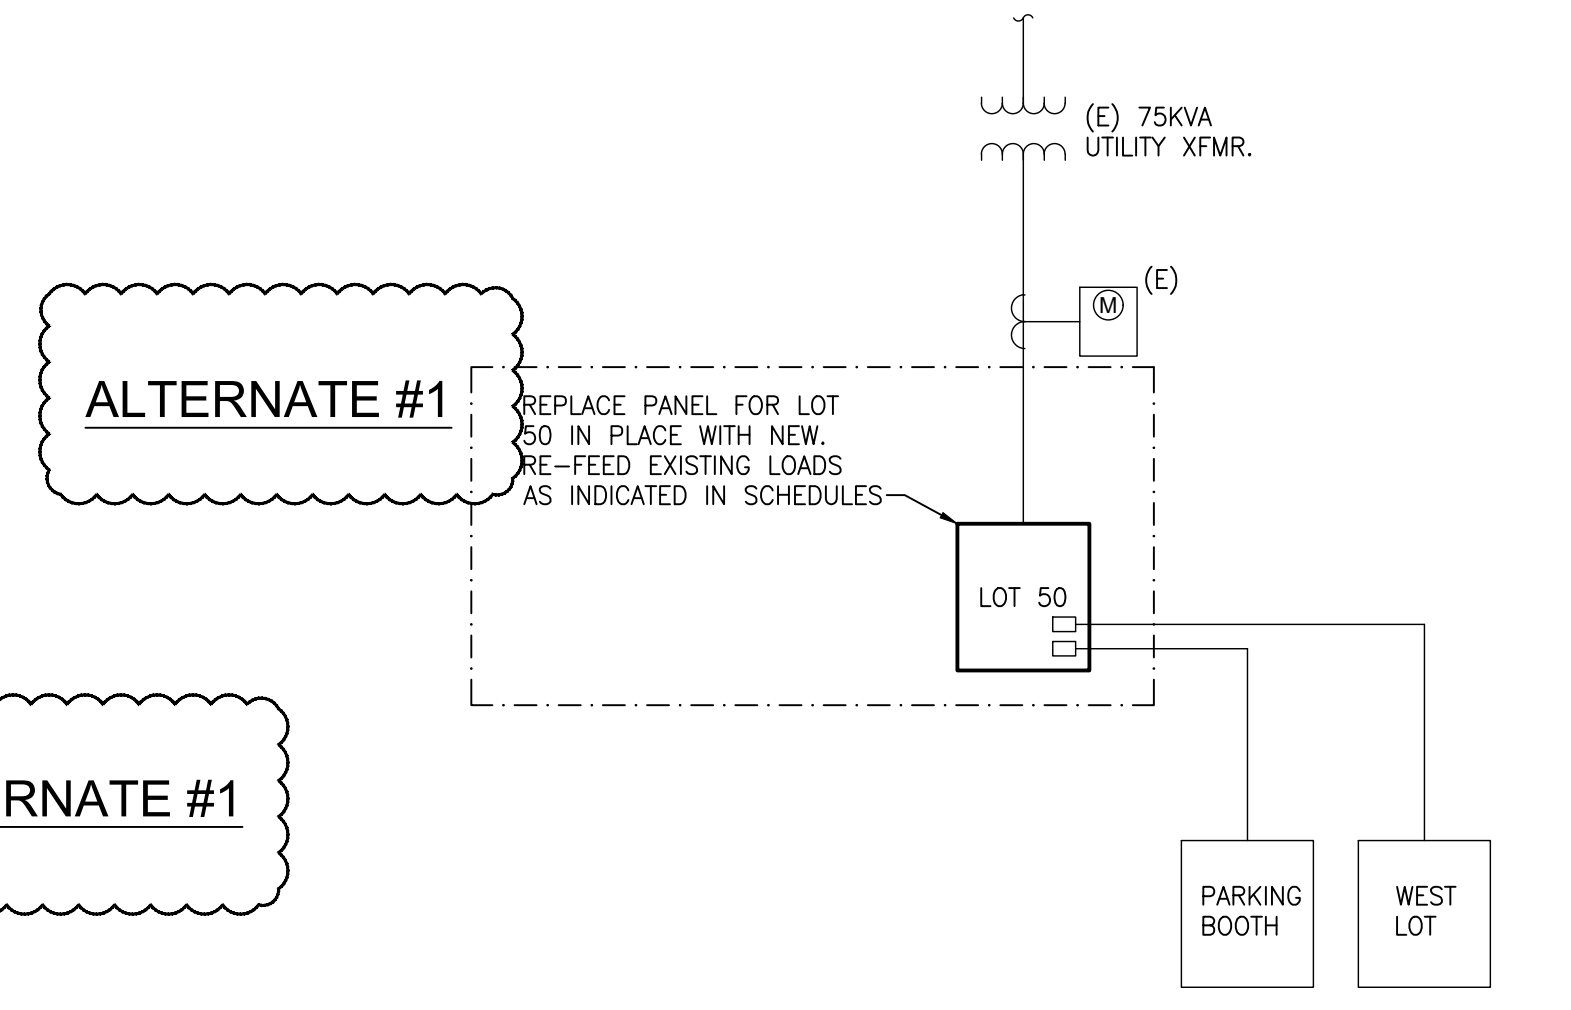 (E) 75KVA
UTILITY XFMR.
(E)
M
ALTERNATE #1
REPLACE PANEL FOR LOT
50 IN PLACE WITH NEW.
RE-FEED EXISTING LOADS
AS INDICATED IN SCHEDULES
LOT 50
RNATE #1
PARKING
BOOTH
WEST
LOT